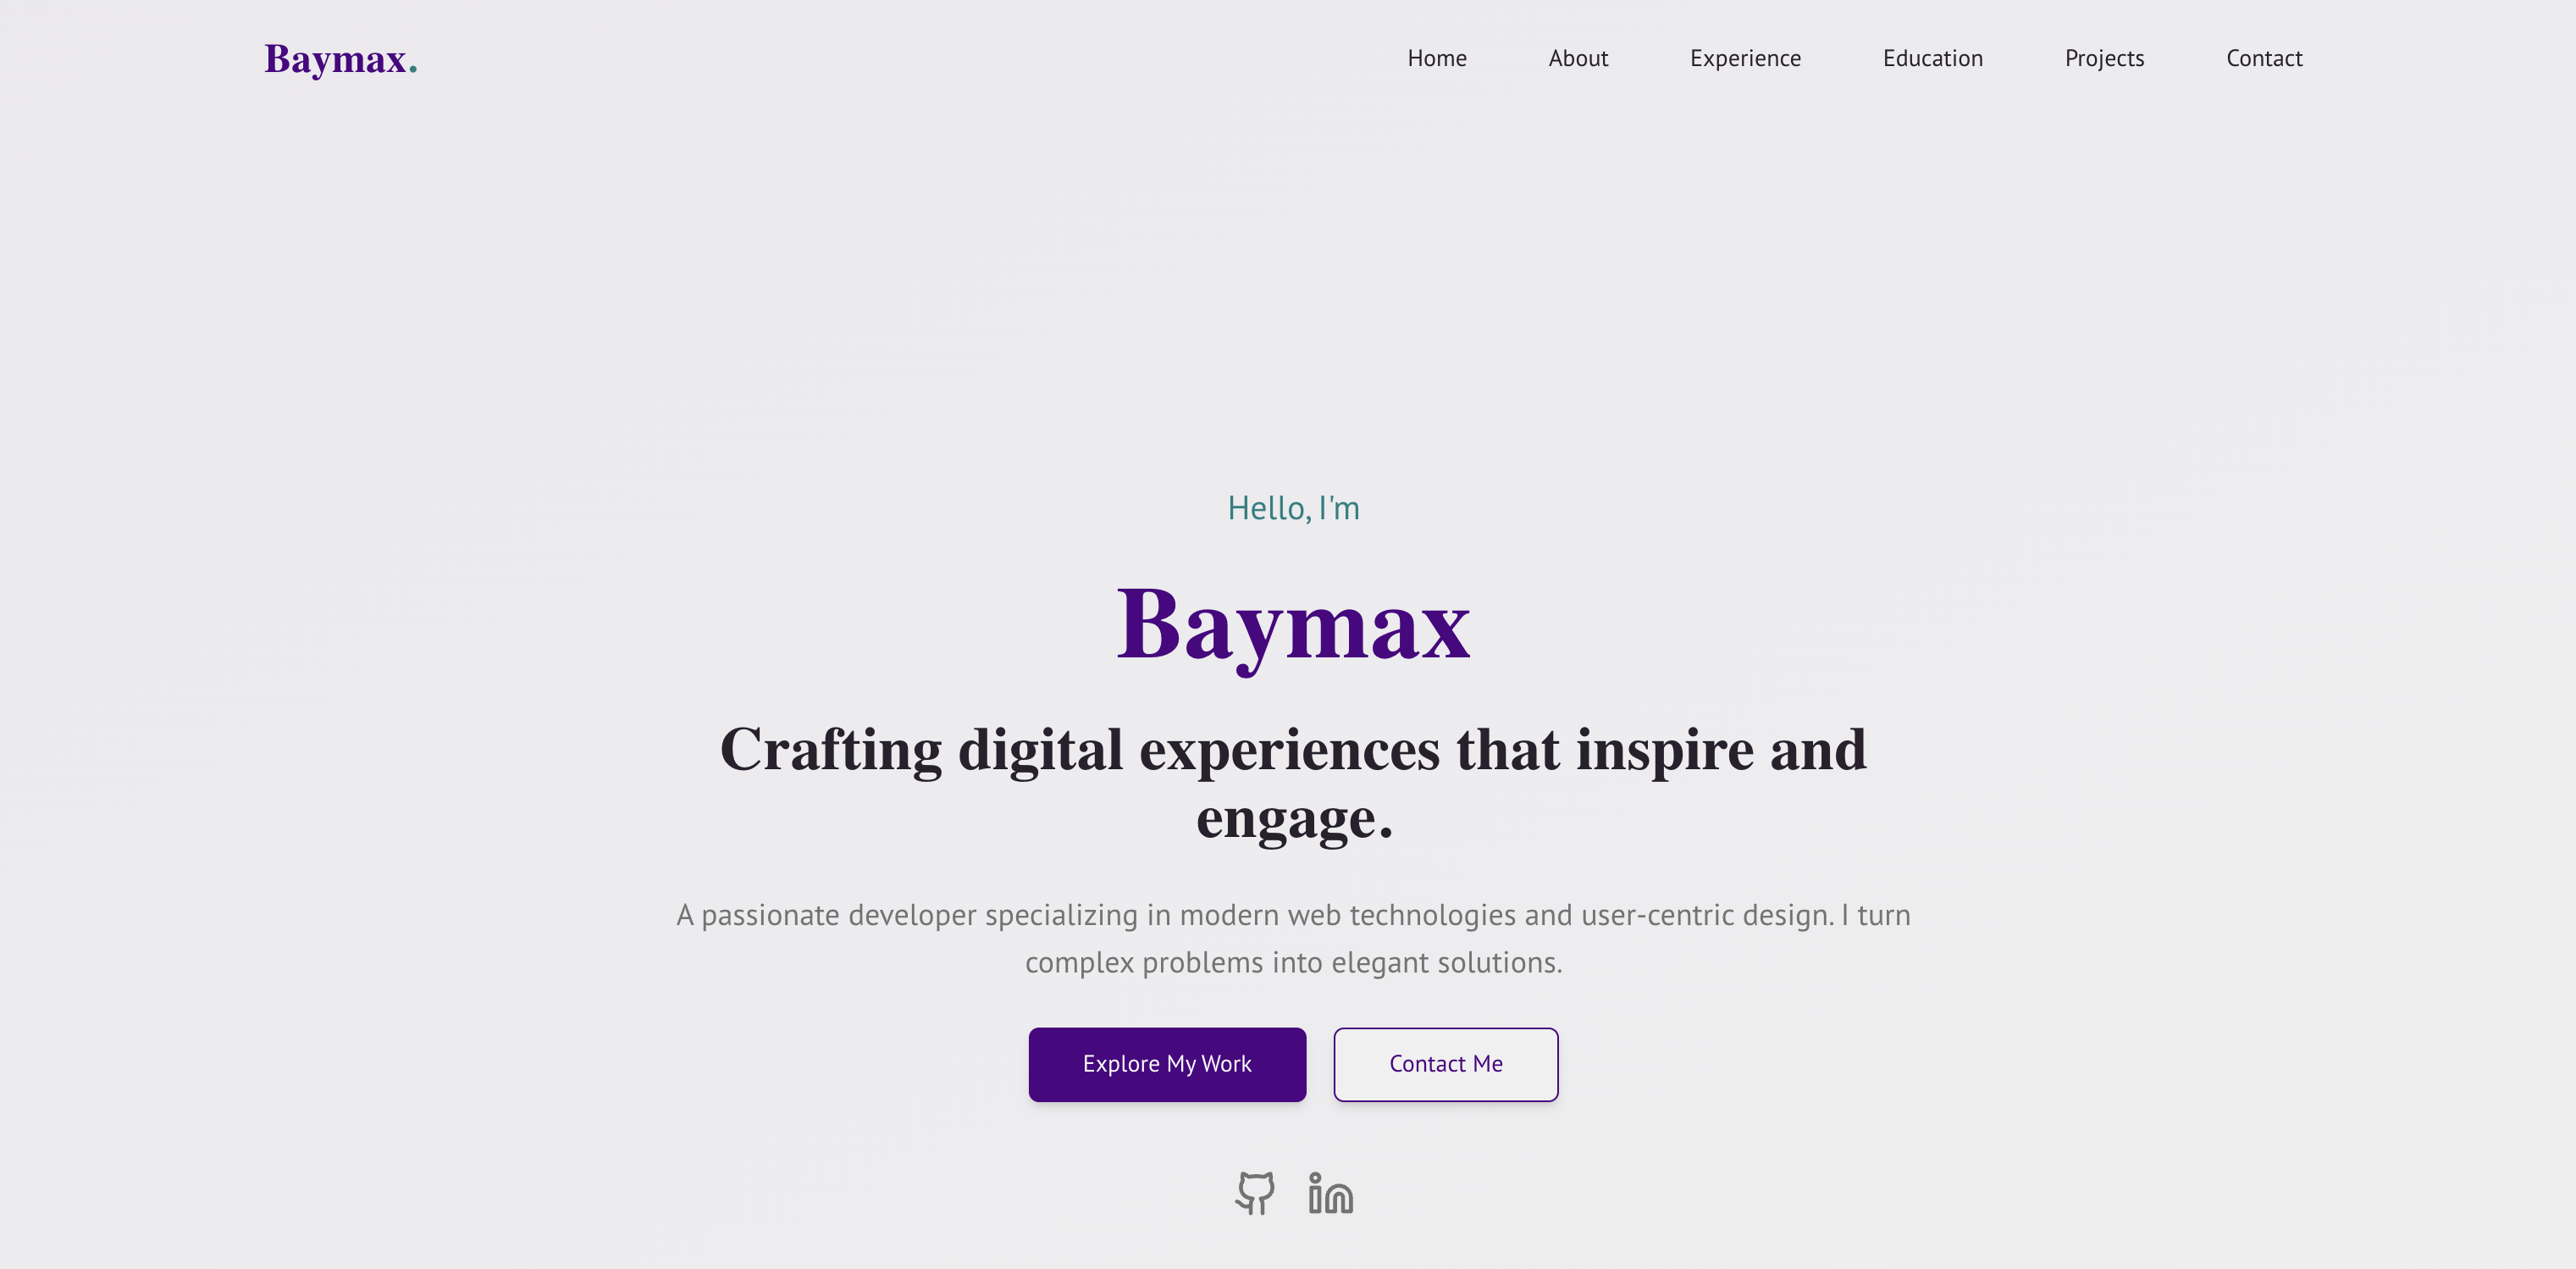 Baymax.
Home About Experience Education Projects Contact
Hello, I'm
Baymax
Crafting digital experiences that inspire and
engage.
A passionate developer specializing in modern web technologies and user-centric design. I turn
complex problems into elegant solutions.
Explore My Work
Contact Me